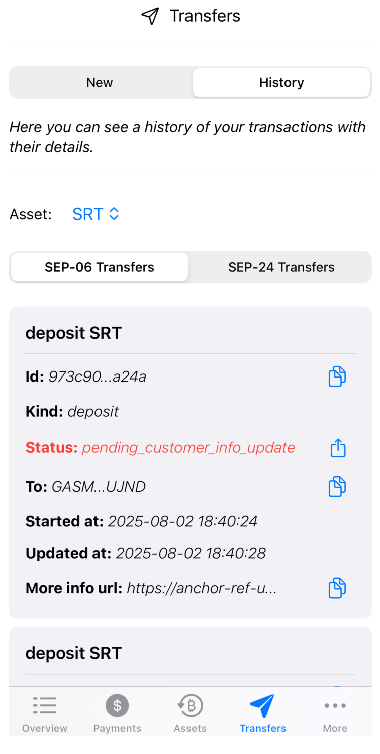 Transfers
New
History
Here you can see a history of your transactions with
their details.
Asset: SRT
SEP-06 Transfers
SEP-24 Transfers
deposit SRT
Id: 973c90...a24a
Kind: deposit
Status: pending_customer_info_update
To: GASM...UJND
Started at: 2025-08-02 18:40:24
Updated at: 2025-08-02 18:40:28
More info url: https://anchor-ref-u...
deposit SRT
Overview
Payments
Assets
Transfers
More